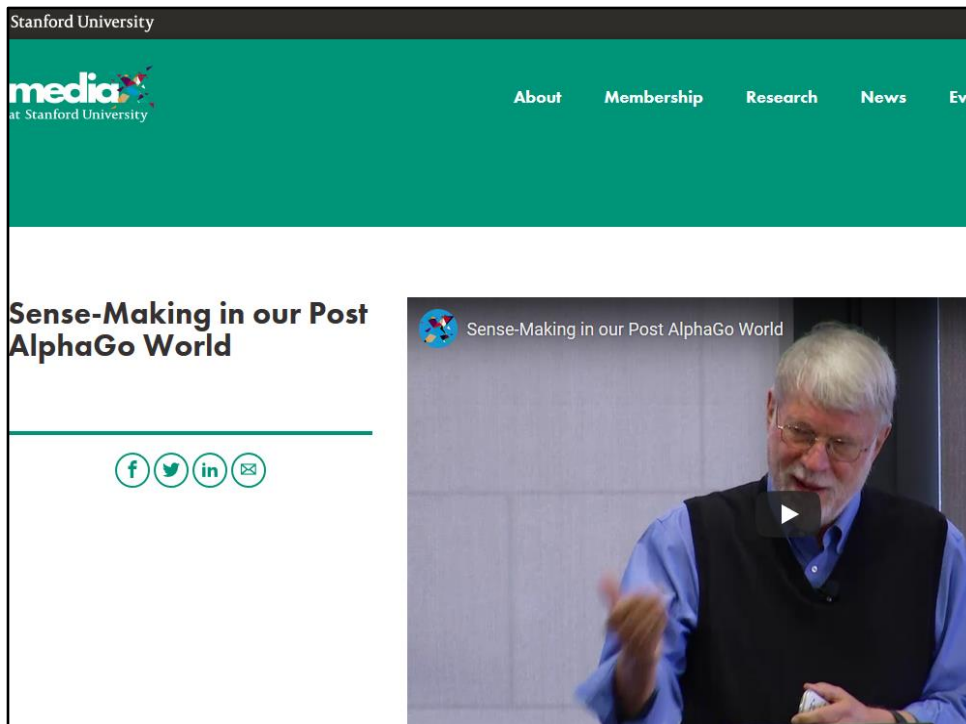 Stanford University
media
at Stanford University
About Membership Research News Ev
Sense-Making in our Post
AlphaGo World
Sense-Making in our Post AlphaGo World